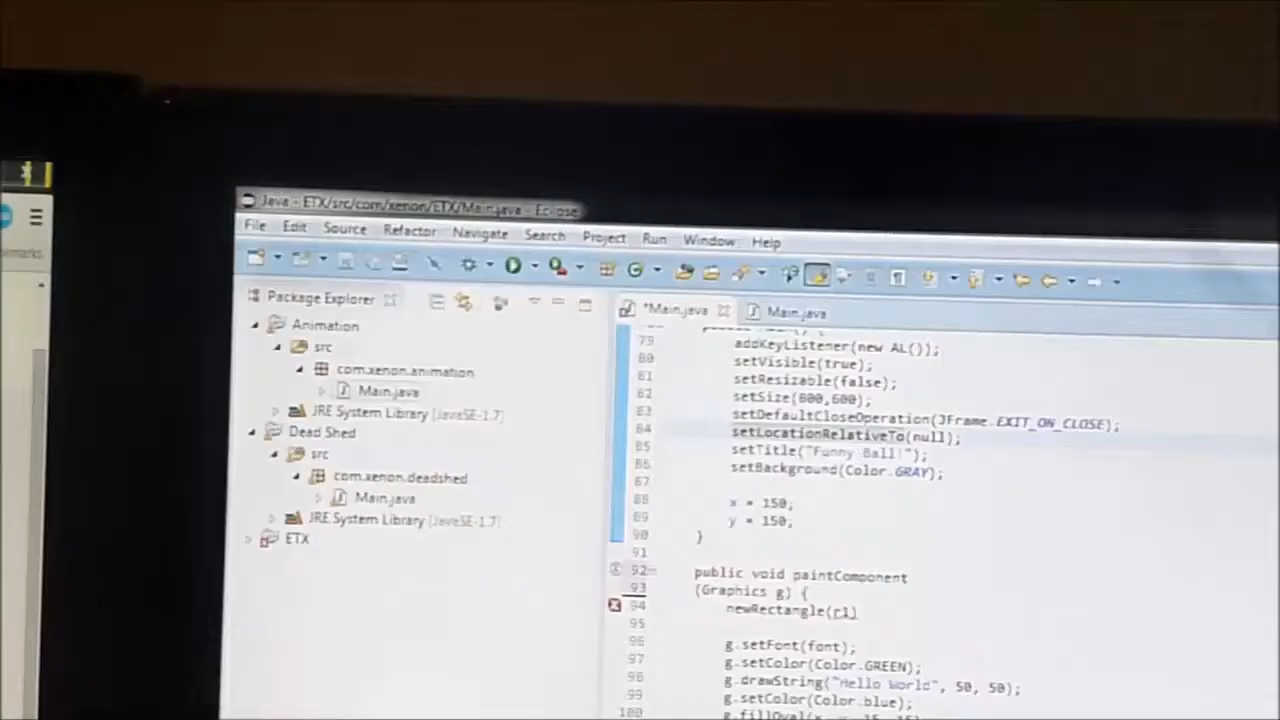 Java - ETX/src/com/xenon/ETX/Main.java - Eclipse
File Edit Source Refactor Navigate Search Project Run Window Help
Package Explorer
*Main.java
Main.java
Animation
src
com.xenon.animation
Main.java
JRE System Library [JavaSE-1.7]
Dead Shed
src
com.xenon.deadshed
Main.java
JRE System Library [JavaSE-1.7]
ETX
79 addKeyListener(new AL());
80 setVisible(true);
81 setResizable(false);
82 setSize(800,600);
83 setDefaultCloseOperation(JFrame.EXIT_ON_CLOSE);
84 setLocationRelativeTo(null);
85 setTitle("Funny Ball!");
86 setBackground(Color.GRAY);
87
88 x = 150;
89 y = 150;
90 }
91
92 public void paintComponent
93 (Graphics g) {
94 newRectangle(r1)
95
96 g.setFont(font);
97 g.setColor(Color.GREEN);
98 g.drawString("Hello World", 50, 50);
99 g.setColor(Color.blue);
100